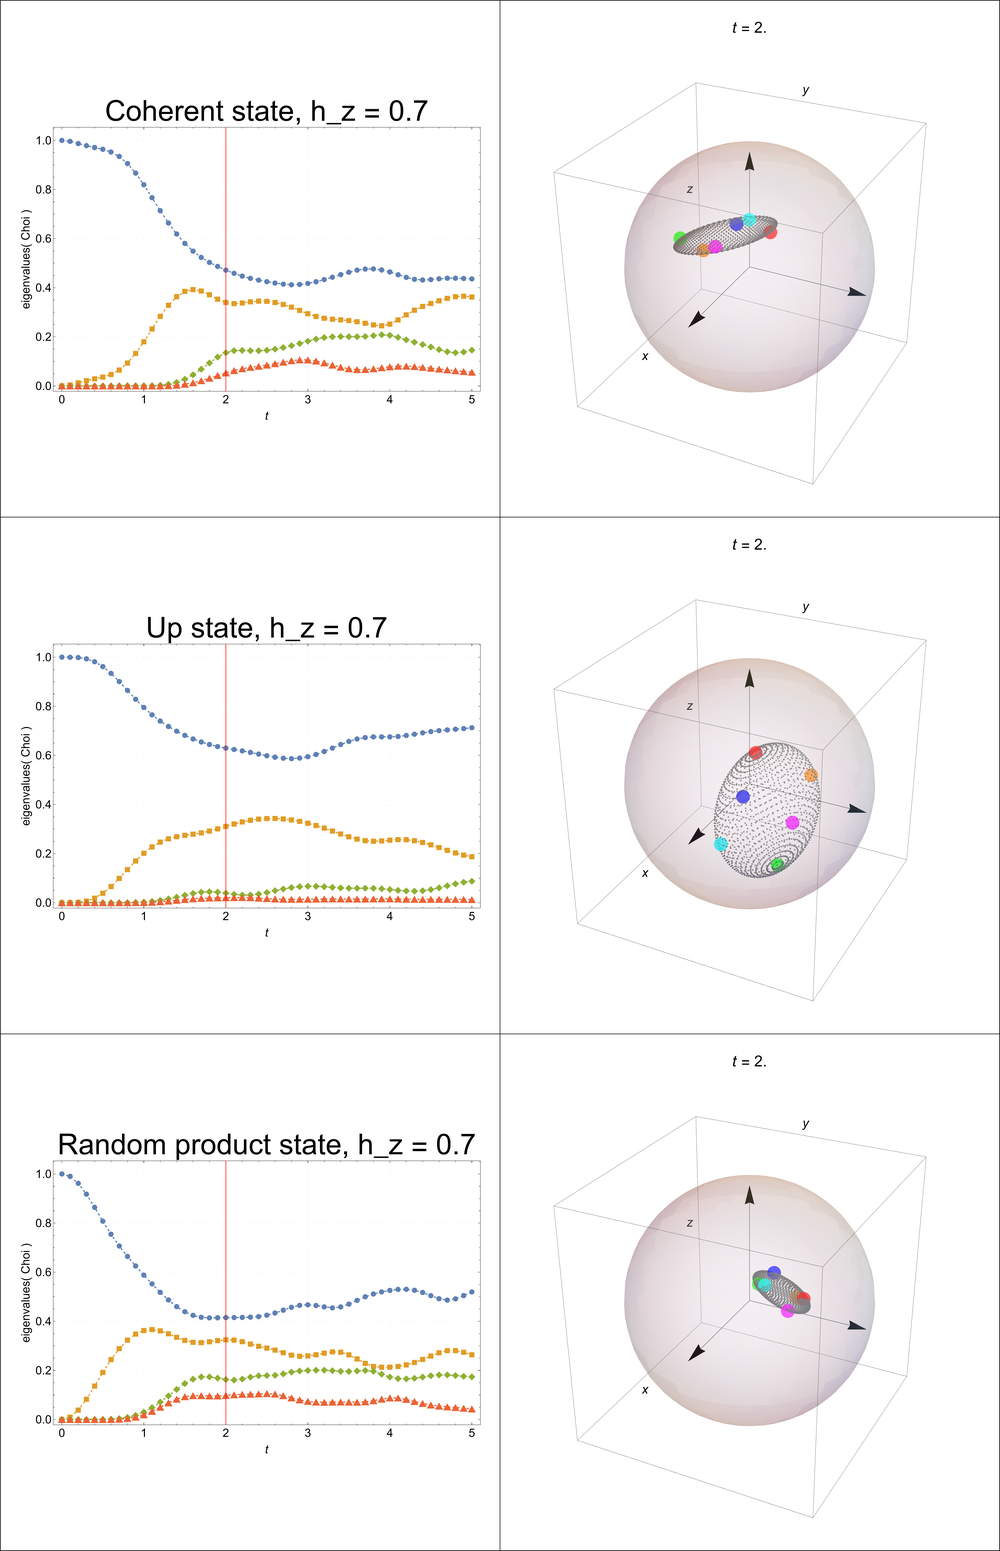 Coherent state, h_z = 0.7
eigenvalues( Choi )
1.0
0.8
0.6
0.4
0.2
0.0
0 1 2 3 4 5
t
t = 2.
y
z
x
Up state, h_z = 0.7
eigenvalues( Choi )
1.0
0.8
0.6
0.4
0.2
0.0
0 1 2 3 4 5
t
t = 2.
y
z
x
Random product state, h_z = 0.7
eigenvalues( Choi )
1.0
0.8
0.6
0.4
0.2
0.0
0 1 2 3 4 5
t
t = 2.
y
z
x